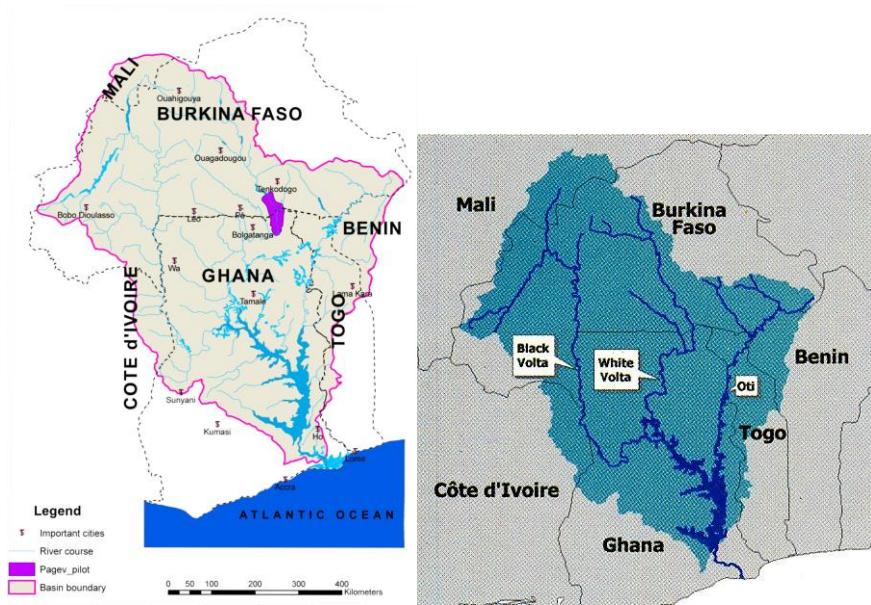 MALI
Ouahigouya
BURKINA FASO
Ouagadougou
Tenkodogo
Bobo Dioulasso
Leo
Po
Bolgatanga
BENIN
Wa
GHANA
Lama Kara
Tamale
COTE d'IVOIRE
TOGO
Sunyani
Kumasi
Ho
Lome
Accra
ATLANTIC OCEAN
Legend
Important cities
River course
Pagev_pilot
Basin boundary
0 50 100 200 300 400
Kilometers
Mali
Burkina
Faso
Black
Volta
White
Volta
Oti
Benin
Togo
Côte d'Ivoire
Ghana